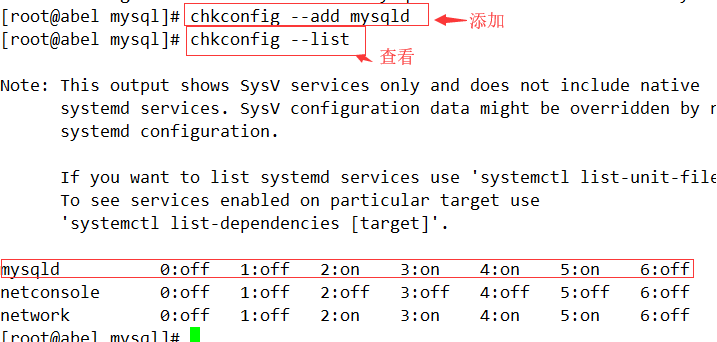 [root@abel mysql]# chkconfig --add mysqld 添加
[root@abel mysql]# chkconfig --list
查看
Note: This output shows SysV services only and does not include native
systemd services. SysV configuration data might be overridden by
systemd configuration.
If you want to list systemd services use 'systemctl list-unit-file
To see services enabled on particular target use
'systemctl list-dependencies [target]'.
mysqld 0:off 1:off 2:on 3:on 4:on 5:on 6:off
netconsole 0:off 1:off 2:off 3:off 4:off 5:off 6:off
network 0:off 1:off 2:on 3:on 4:on 5:on 6:off
[root@abel mysql]#